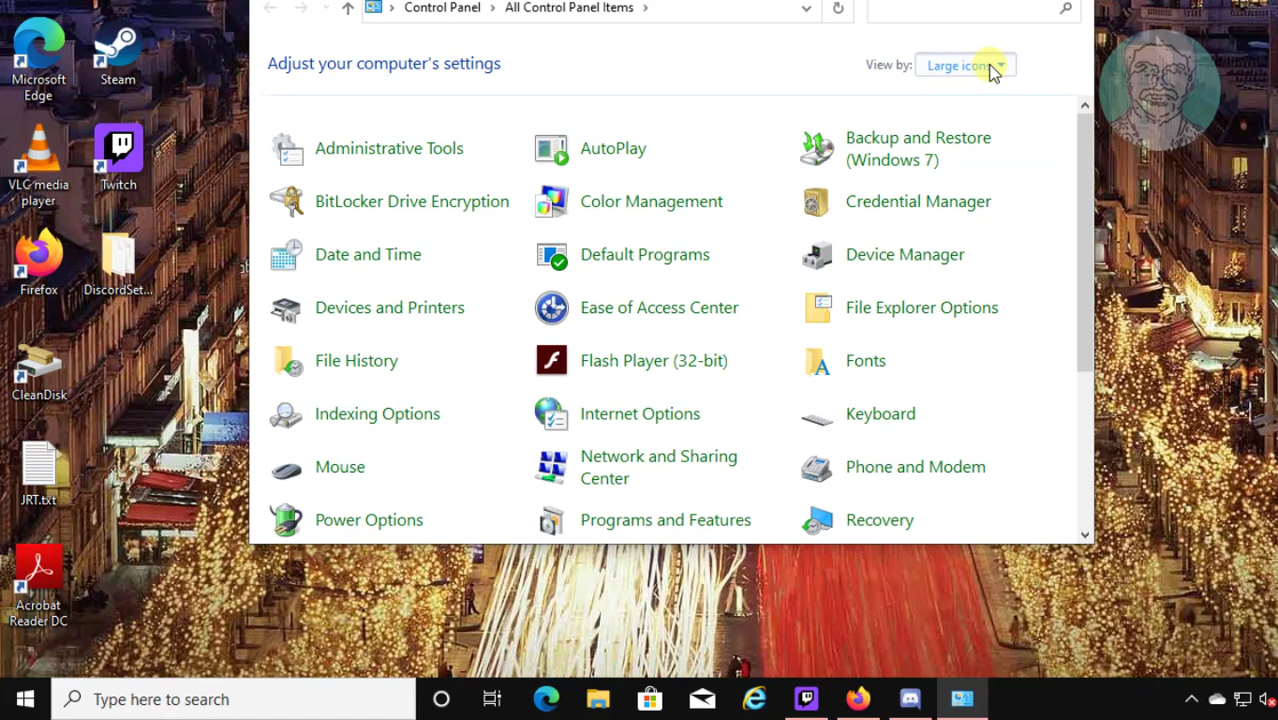 Control Panel > All Control Panel Items >
Adjust your computer's settings
View by: Large icons
Administrative Tools
AutoPlay
Backup and Restore
(Windows 7)
BitLocker Drive Encryption
Color Management
Credential Manager
Date and Time
Default Programs
Device Manager
Devices and Printers
Ease of Access Center
File Explorer Options
File History
Flash Player (32-bit)
Fonts
Indexing Options
Internet Options
Keyboard
Mouse
Network and Sharing
Center
Phone and Modem
Power Options
Programs and Features
Recovery
Microsoft
Edge
Steam
VLC media
player
Twitch
Firefox
DiscordSet...
CleanDisk
JRT.txt
Acrobat
Reader DC
Type here to search